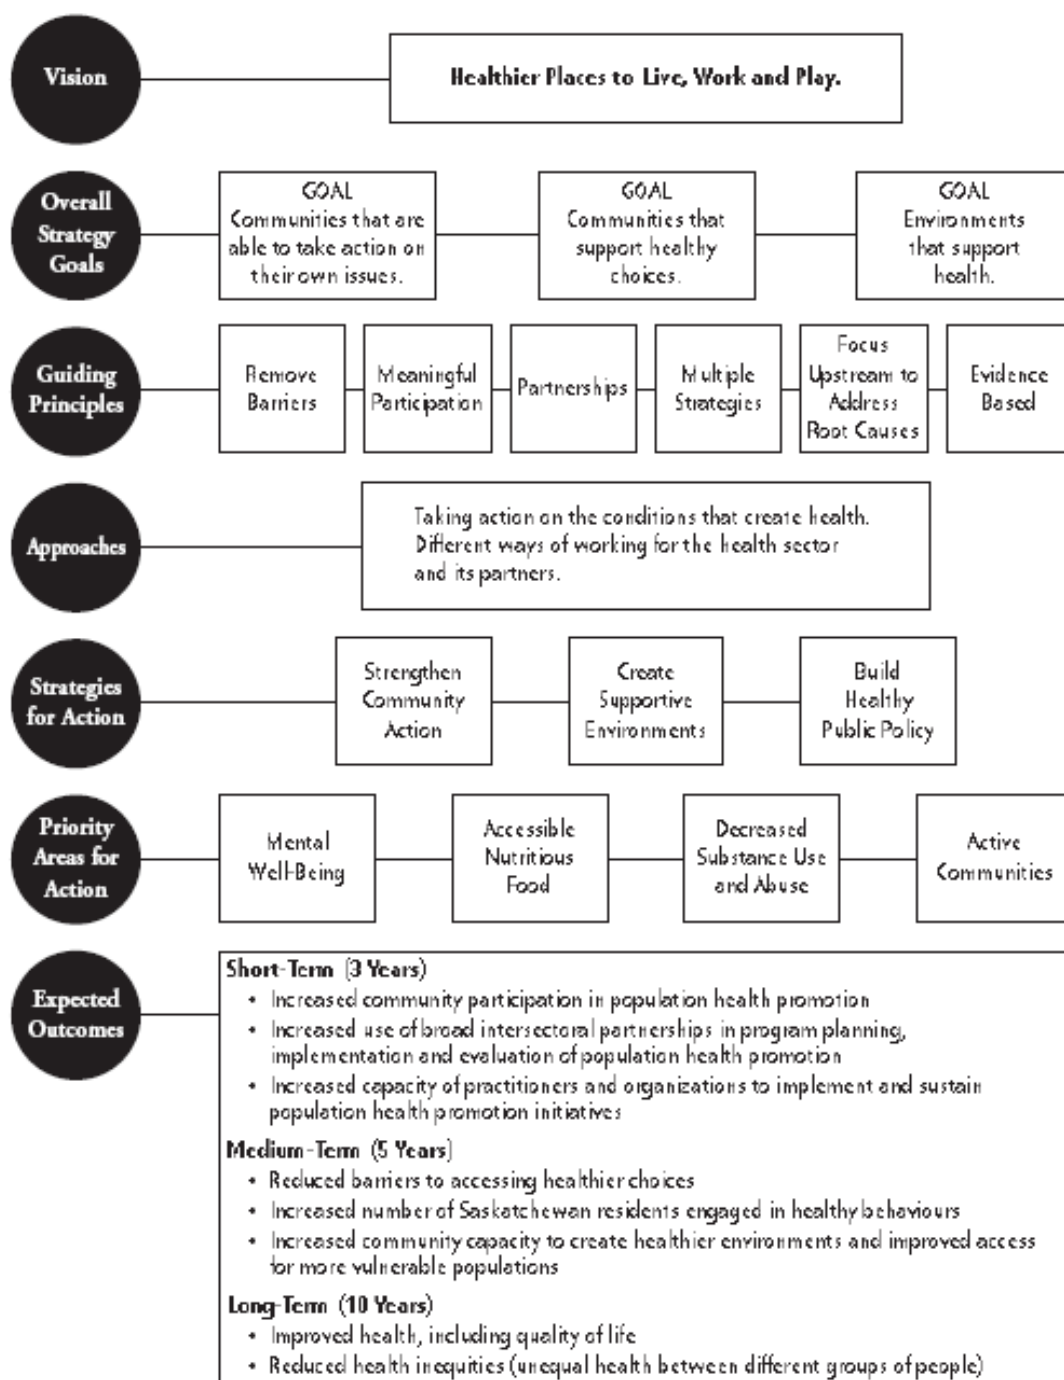 Vision
Healthier Places to Live, Work and Play.
Overall
Strategy
Goals
GOAL
Communities that are
able to take action on
their own issues.
GOAL
Communities that
support healthy
choices.
GOAL
Environments
that support
health.
Guiding
Principles
Remove
Barriers
Meaningful
Participation
Partnerships
Multiple
Strategies
Focus
Upstream to
Address
Root Causes
Evidence
Based
Approaches
Taking action on the conditions that create health.
Different ways of working for the health sector
and its partners.
Strategies
for Action
Strengthen
Community
Action
Create
Supportive
Environments
Build
Healthy
Public Policy
Priority
Areas for
Action
Mental
Well-Being
Accessible
Nutritious
Food
Decreased
Substance Use
and Abuse
Active
Communities
Expected
Outcomes
Short-Term (3 Years)
• Increased community participation in population health promotion
• Increased use of broad intersectoral partnerships in program planning,
implementation and evaluation of population health promotion
• Increased capacity of practitioners and organizations to implement and sustain
population health promotion initiatives
Medium-Term (5 Years)
• Reduced barriers to accessing healthier choices
• Increased number of Saskatchewan residents engaged in healthy behaviours
• Increased community capacity to create healthier environments and improved access
for more vulnerable populations
Long-Term (10 Years)
• Improved health, including quality of life
• Reduced health inequities (unequal health between different groups of people)